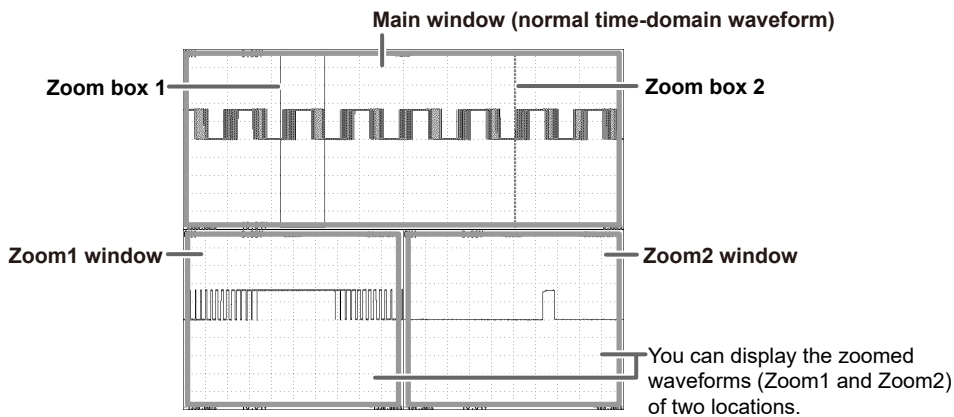 Main window (normal time-domain waveform)
Zoom box 1
Zoom box 2
Zoom1 window
Zoom2 window
You can display the zoomed
waveforms (Zoom1 and Zoom2)
of two locations.